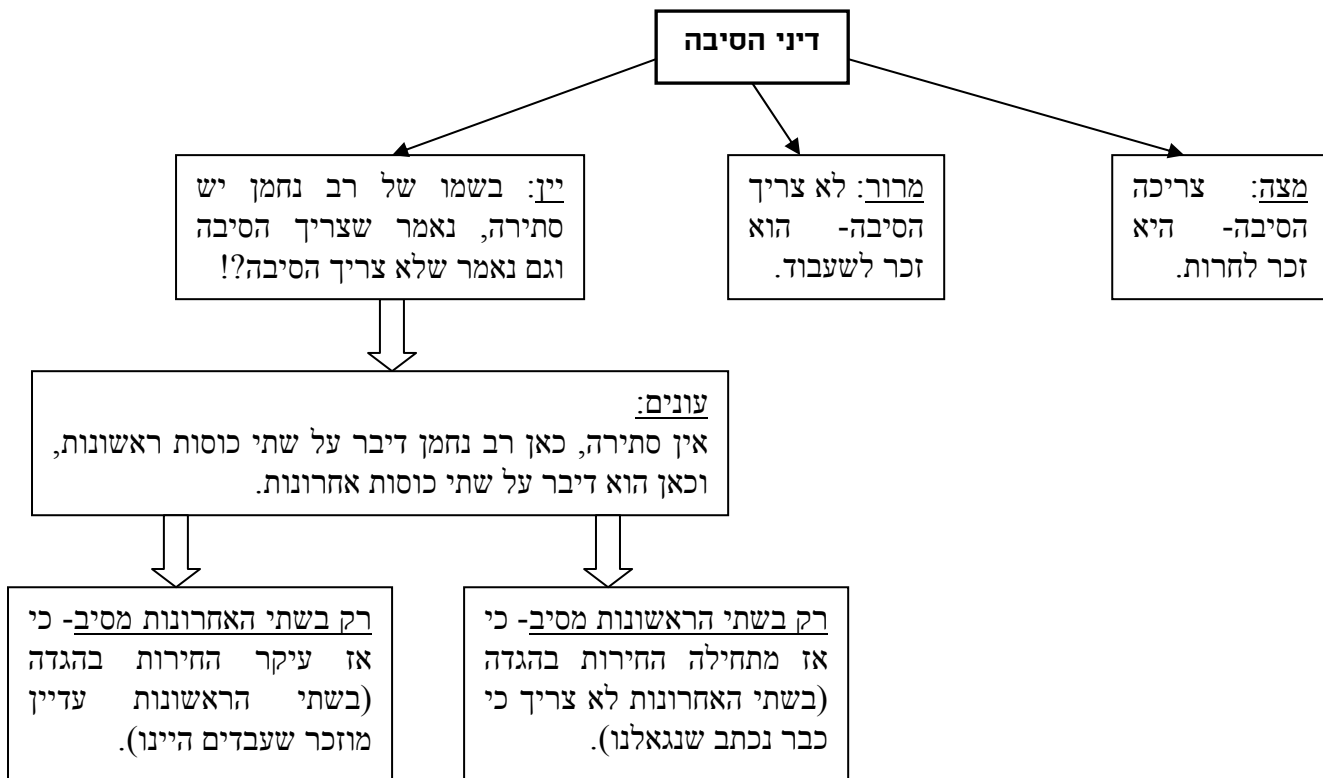 דיני הסיבה
מצה: צריכה
הסיבה- היא
זכר לחרות.
מרור: לא צריך
הסיבה- הוא
זכר לשעבוד.
יין: בשמו של רב נחמן יש
סתירה, נאמר שצריך הסיבה
וגם נאמר שלא צריך הסיבה?!
עונים:
אין סתירה, כאן רב נחמן דיבר על שתי כוסות ראשונות,
וכאן הוא דיבר על שתי כוסות אחרונות.
רק בשתי הראשונות מסיב- כי
אז מתחילה החירות בהגדה
(בשתי האחרונות לא צריך כי
כבר נכתב שנגאלנו).
רק בשתי האחרונות מסיב- כי
אז עיקר החירות בהגדה
(בשתי הראשונות עדיין
מוזכר שעבדים היינו).